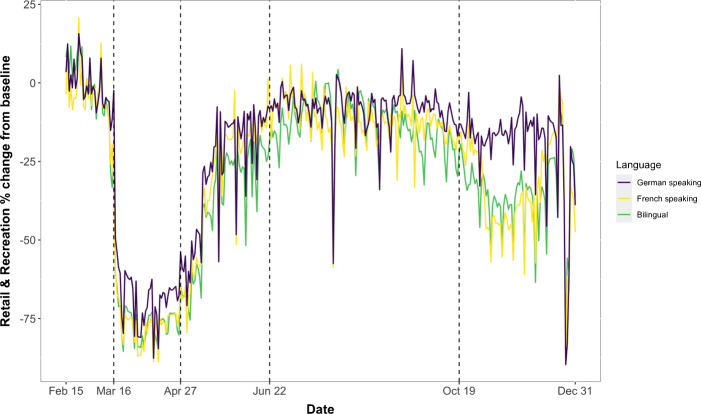 Retail & Recreation % change from baseline
25
0
-25
-50
-75
Feb 15
Mar 16
Apr 27
Jun 22
Oct 19
Dec 31
Date
Language
German speaking
French speaking
Bilingual